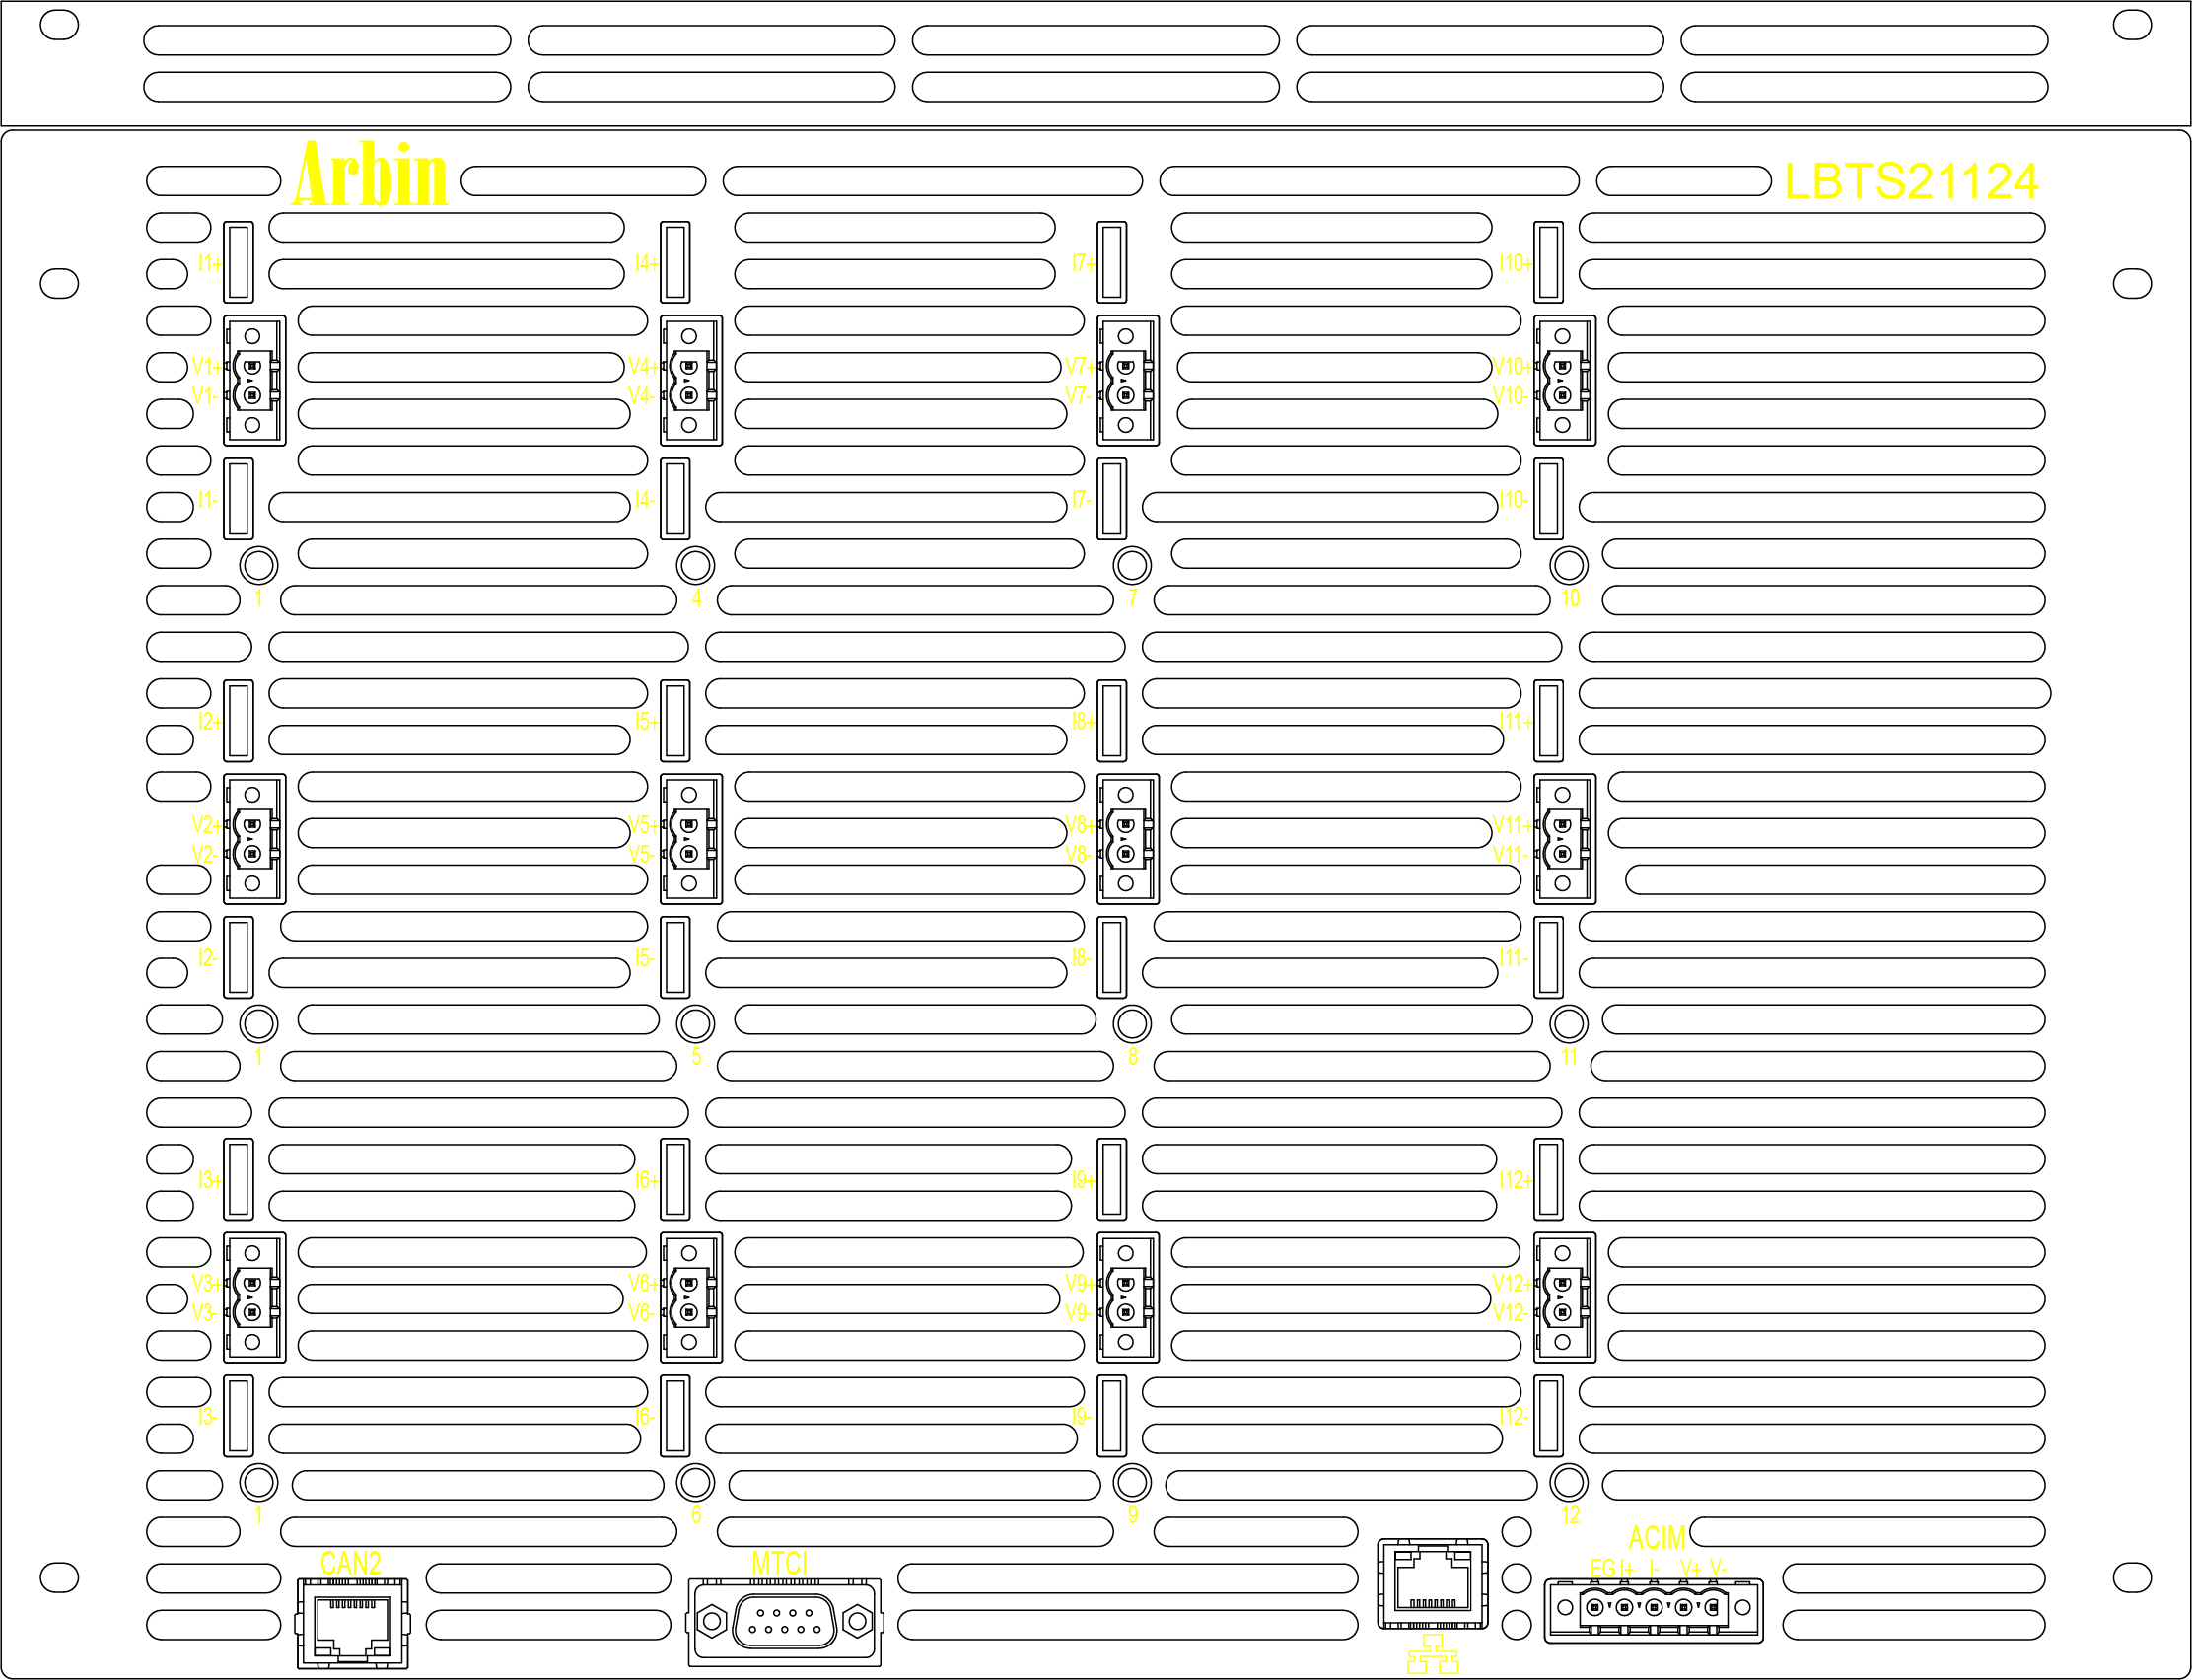 Arbin LBTS21124
I1+ I4+ I7+ I10+
V1+ V4+ V7+ V10+
V1- V4- V7- V10-
I1- I4- I7- I10-
1 4 7 10
I2+ I5+ I8+ I11+
V2+ V5+ V8+ V11+
V2- V5- V8- V11-
I2- I5- I8- I11-
1 5 8 11
I3+ I6+ I9+ I12+
V3+ V6+ V9+ V12+
V3- V6- V9- V12-
I3- I6- I9- I12-
1 6 9 12
ACIM
CAN2 MTCI EG I+ I- V+ V-